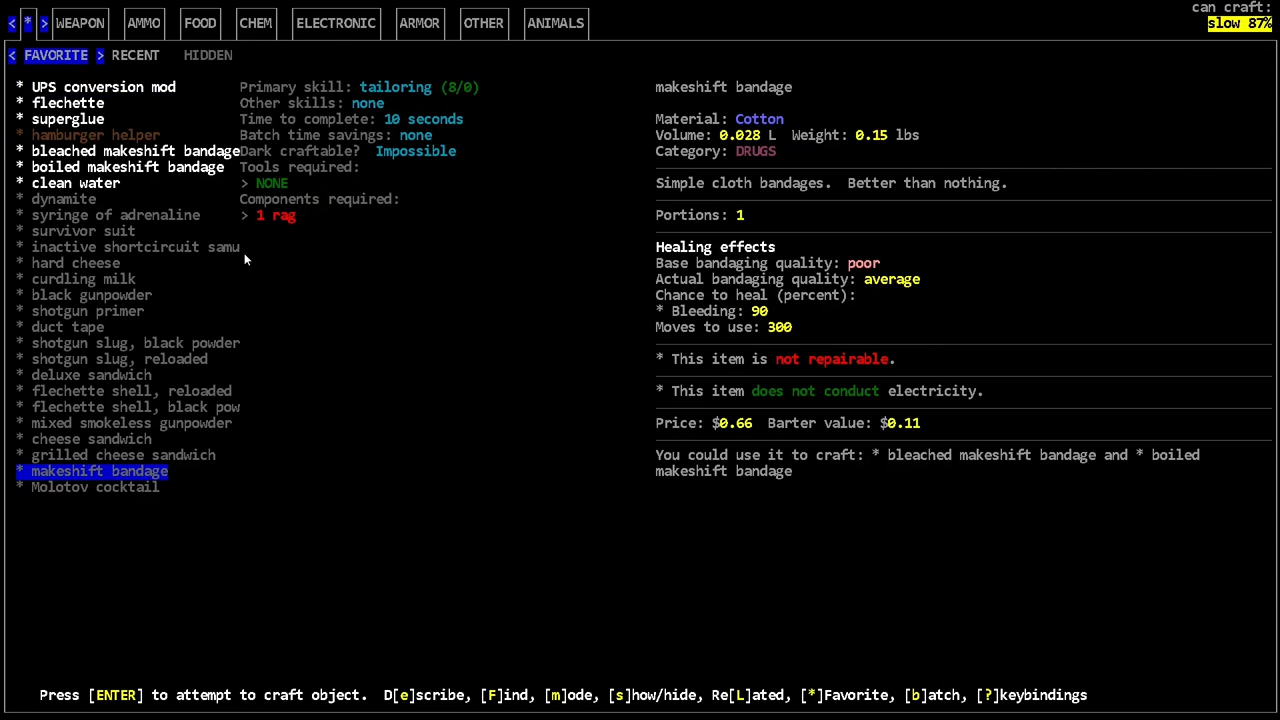 can craft:
< * > WEAPON AMMO FOOD CHEM ELECTRONIC ARMOR OTHER ANIMALS
slow 87%
< FAVORITE > RECENT HIDDEN
* UPS conversion mod
* flechette
* superglue
* hamburger helper
* bleached makeshift bandage
* boiled makeshift bandage
* clean water
* dynamite
* syringe of adrenaline
* survivor suit
* inactive shortcircuit samu
* hard cheese
* curdling milk
* black gunpowder
* shotgun primer
* duct tape
* shotgun slug, black powder
* shotgun slug, reloaded
* deluxe sandwich
* flechette shell, reloaded
* flechette shell, black pow
* mixed smokeless gunpowder
* cheese sandwich
* grilled cheese sandwich
* makeshift bandage
* Molotov cocktail
Primary skill: tailoring (8/0)
Other skills: none
Time to complete: 10 seconds
Batch time savings: none
Dark craftable? Impossible
Tools required:
> NONE
Components required:
> 1 rag
makeshift bandage
Material: Cotton
Volume: 0.028 L Weight: 0.15 lbs
Category: DRUGS
Simple cloth bandages. Better than nothing.
Portions: 1
Healing effects
Base bandaging quality: poor
Actual bandaging quality: average
Chance to heal (percent):
* Bleeding: 90
Moves to use: 300
* This item is not repairable.
* This item does not conduct electricity.
Price: $0.66 Barter value: $0.11
You could use it to craft: * bleached makeshift bandage and * boiled
makeshift bandage
Press [ENTER] to attempt to craft object. D[e]scribe, [F]ind, [m]ode, [s]how/hide, Re[L]ated, [*]Favorite, [b]atch, [?]keybindings